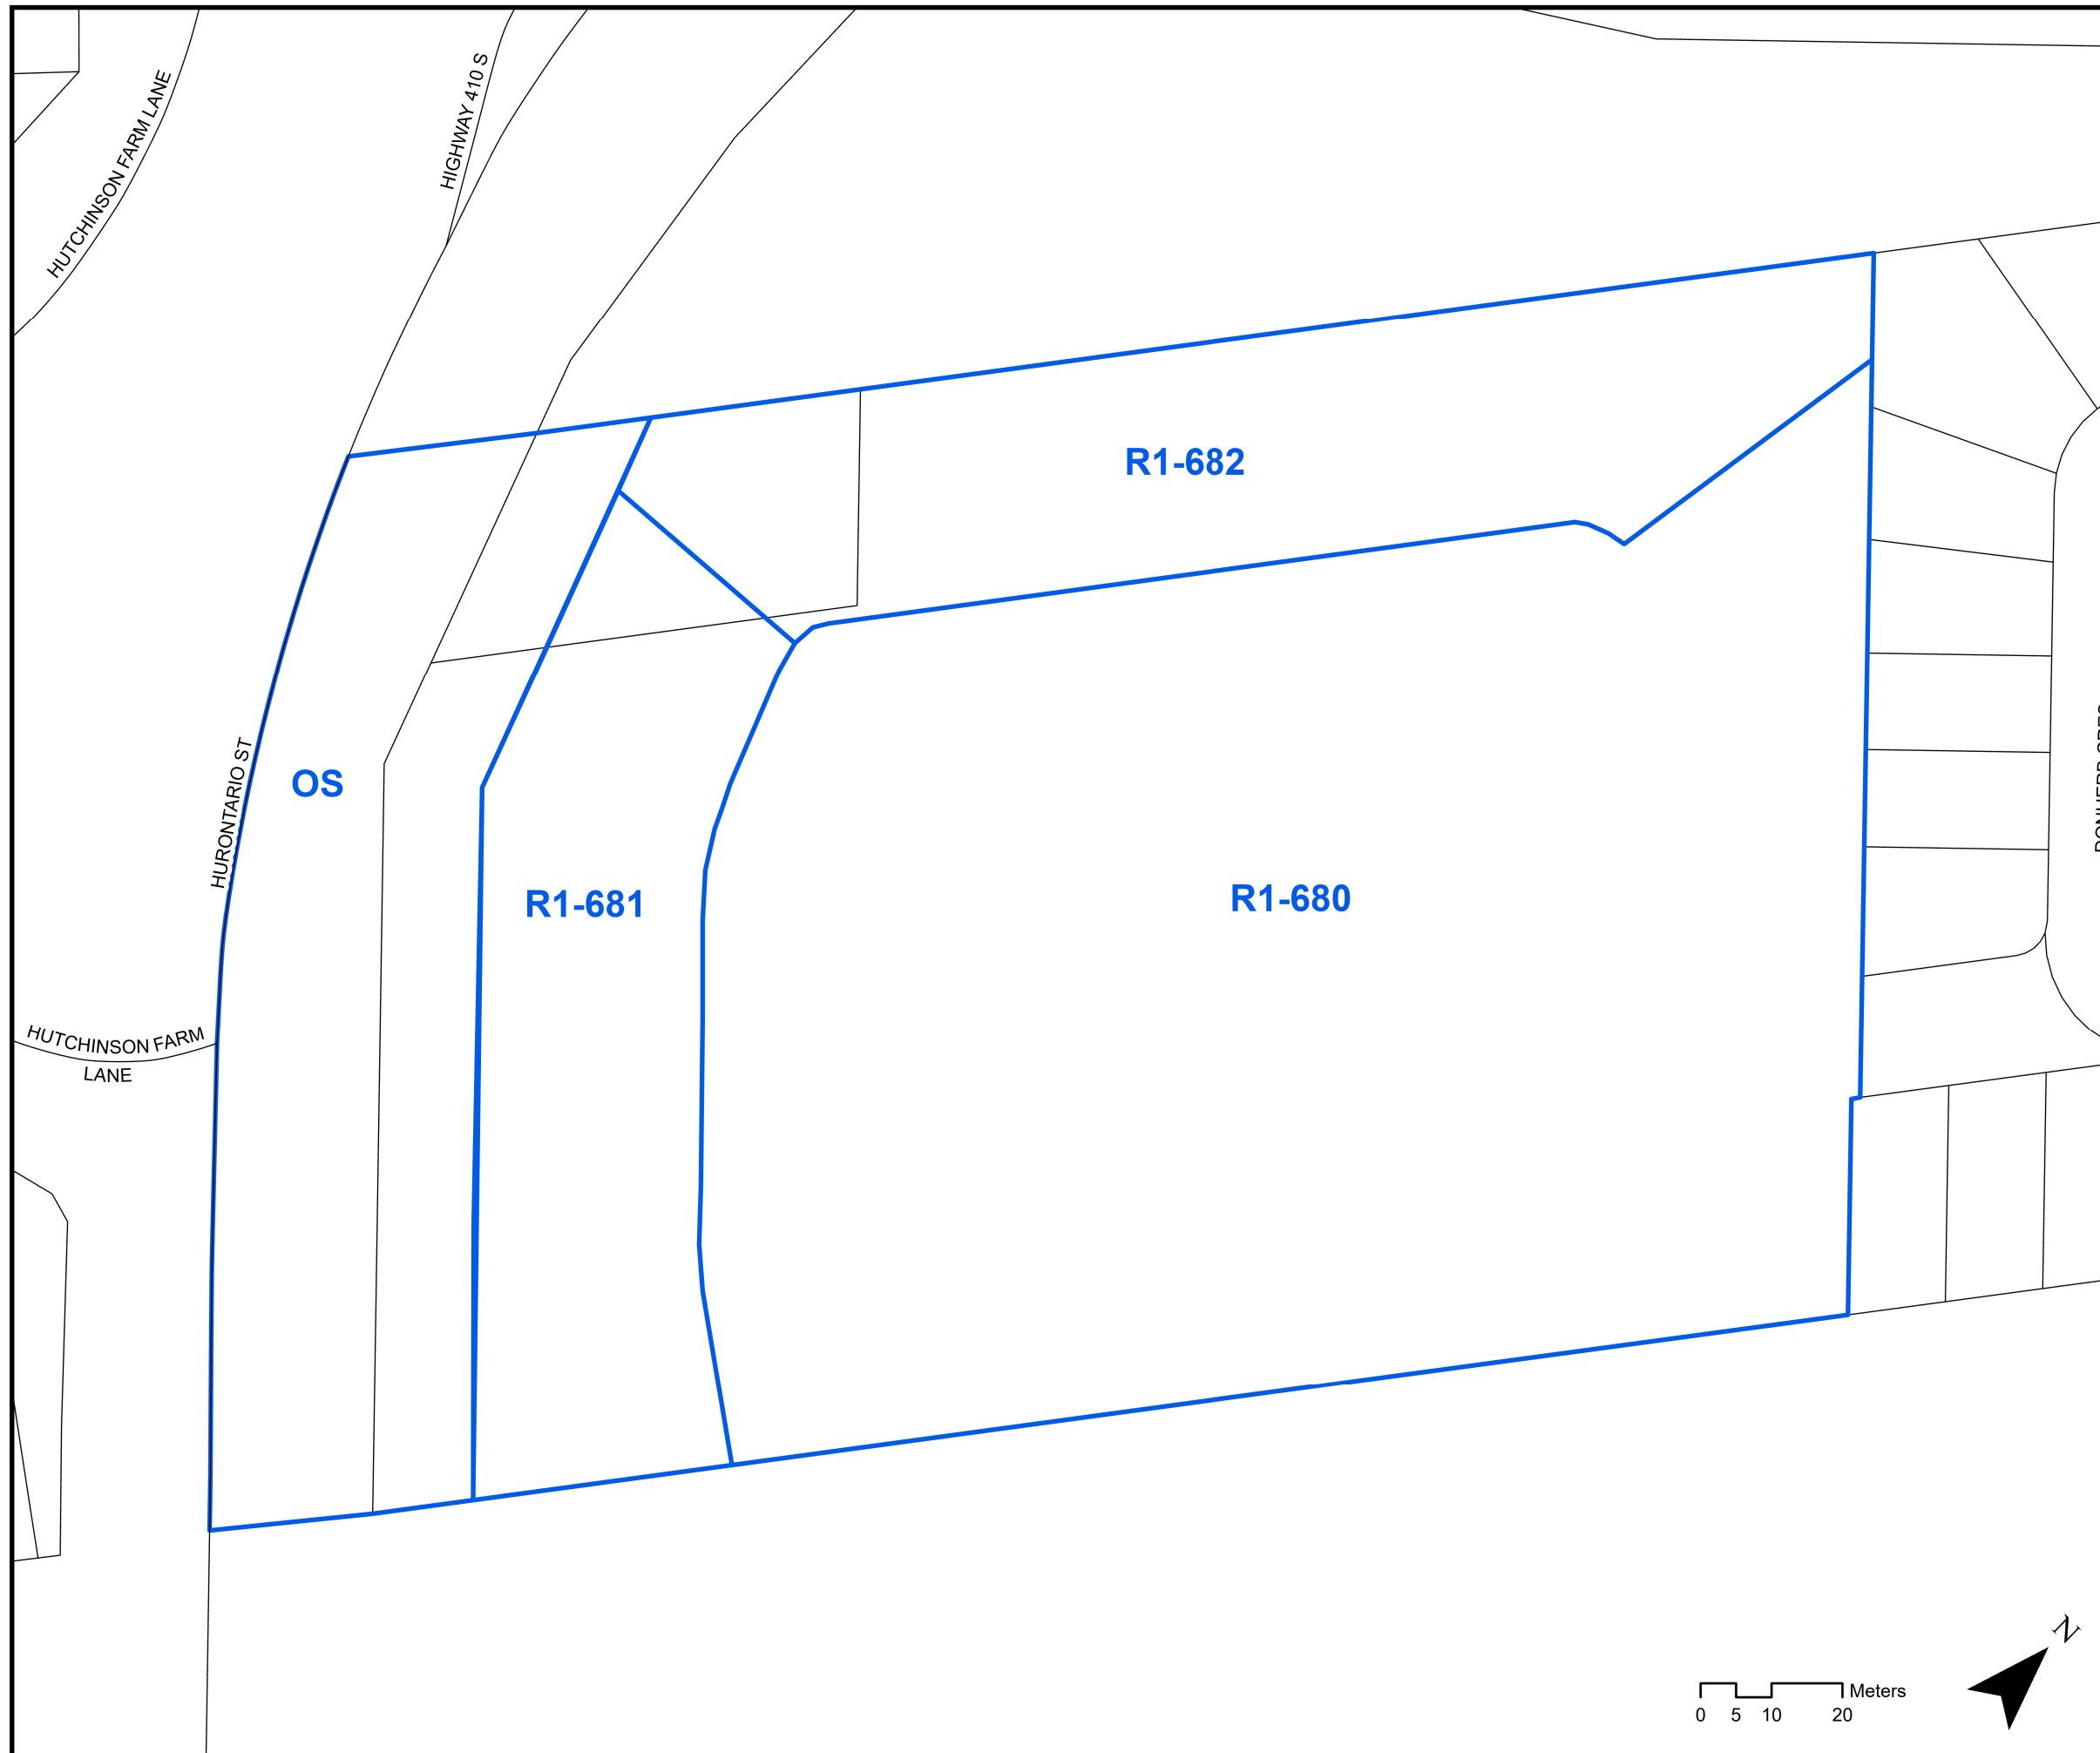 HUTCHINSON FARM LANE
HIGHWAY 410 S
R1-682
HURONTARIO ST
OS
R1-681
R1-680
HUTCHINSON FARM
LANE
N
Meters
0 5 10 20